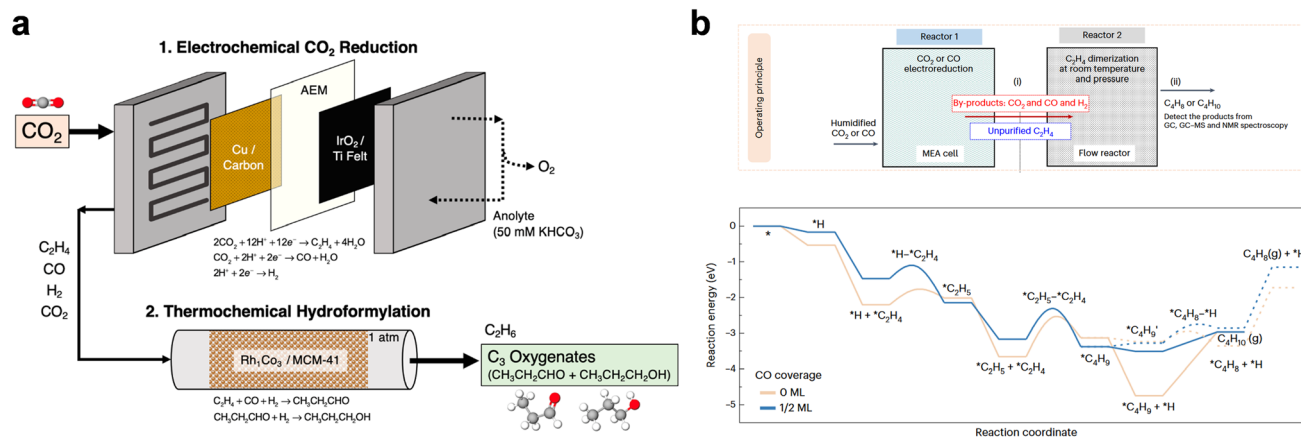 a
1. Electrochemical CO₂ Reduction
CO₂
Cu /
Carbon
AEM
IrO₂ /
Ti Felt
O₂
Anolyte
(50 mM KHCO₃)
2CO₂ + 12H⁺ + 12e⁻ → C₂H₄ + 4H₂O
CO₂ + 2H⁺ + 2e⁻ → CO + H₂O
2H⁺ + 2e⁻ → H₂
C₂H₄
CO
H₂
CO₂
2. Thermochemical Hydroformylation
1 atm
Rh₁Co₃ / MCM-41
C₂H₆
C₃ Oxygenates
(CH₃CH₂CHO + CH₃CH₂CH₂OH)
C₂H₄ + CO + H₂ → CH₃CH₂CHO
CH₃CH₂CHO + H₂ → CH₃CH₂CH₂OH
b
Operating principle
Reactor 1
Reactor 2
CO₂ or CO
electroreduction
(i)
C₂H₄ dimerization
at room temperature
and pressure
(ii)
By-products: CO₂ and CO and H₂
Unpurified C₂H₄
Humidified
CO₂ or CO
MEA cell
Flow reactor
C₄H₈ or C₄H₁₀
Detect the products from
GC, GC–MS and NMR spectroscopy
Reaction energy (eV)
0
-1
-2
-3
-4
-5
*
*H
*H + *C₂H₄
*H–*C₂H₄
*C₂H₅
*C₂H₅ + *C₂H₄
*C₂H₅–*C₂H₄
*C₄H₉
*C₄H₉'
*C₄H₉ + *H
*C₄H₈–*H
C₄H₁₀ (g)
*C₄H₈ + *H
C₄H₈(g) + *H
CO coverage
0 ML
1/2 ML
Reaction coordinate